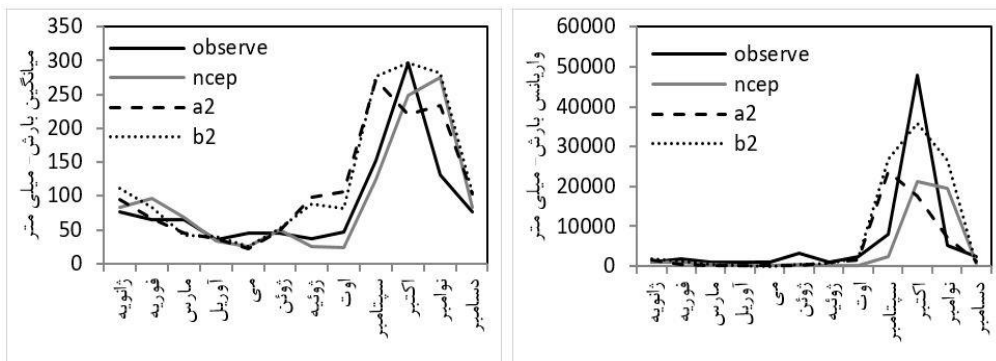 میانگین بارش- میلی متر
350
300
250
200
150
100
50
0
observe
ncep
a2
b2
ژانویه
فوریه
مارس
آوریل
می
ژوئن
ژوئیه
اوت
سپتامبر
اکتبر
نوامبر
دسامبر
واریانس بارش- میلی متر
60000
50000
40000
30000
20000
10000
0
observe
ncep
a2
b2
ژانویه
فوریه
مارس
آوریل
می
ژوئن
ژوئیه
اوت
سپتامبر
اکتبر
نوامبر
دسامبر